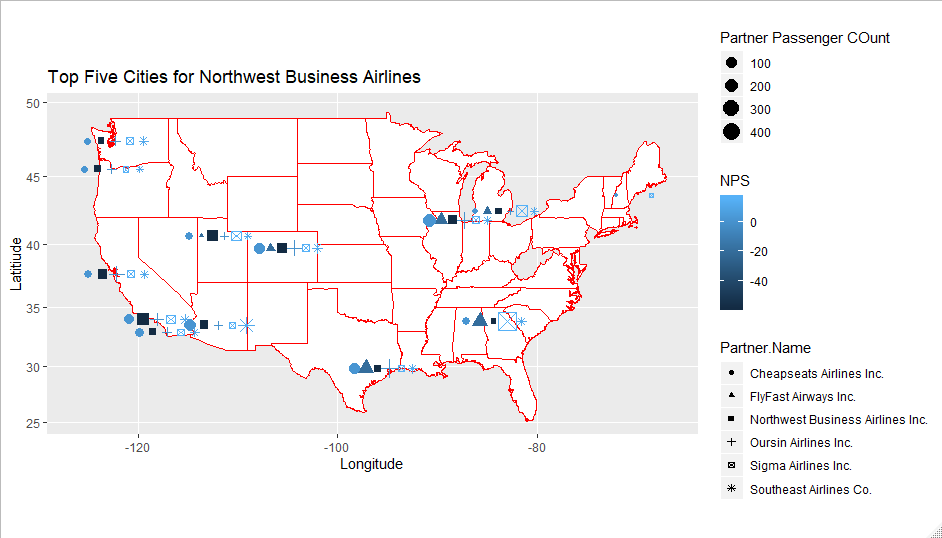 Top Five Cities for Northwest Business Airlines
50
45
40
35
30
25
Latitude
-120
-100
-80
Longitude
Partner Passenger COunt
100
200
300
400
NPS
0
-20
-40
Partner.Name
Cheapseats Airlines Inc.
FlyFast Airways Inc.
Northwest Business Airlines Inc.
Oursin Airlines Inc.
Sigma Airlines Inc.
Southeast Airlines Co.